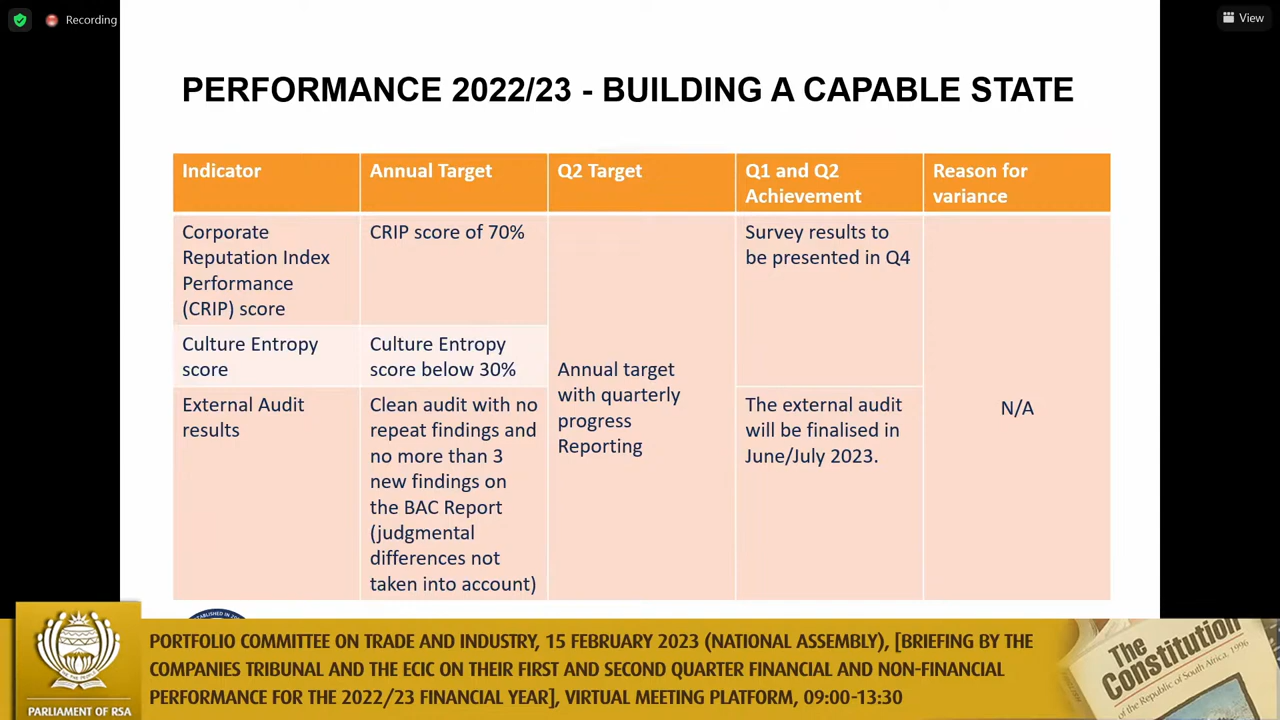 Recording
View
PERFORMANCE 2022/23 - BUILDING A CAPABLE STATE
Indicator
Annual Target
Q2 Target
Q1 and Q2
Achievement
Reason for
variance
Corporate
Reputation Index
Performance
(CRIP) score
CRIP score of 70%
Survey results to
be presented in Q4
Culture Entropy
score
Culture Entropy
score below 30%
Annual target
with quarterly
progress
Reporting
N/A
External Audit
results
Clean audit with no
repeat findings and
no more than 3
new findings on
the BAC Report
(judgmental
differences not
taken into account)
The external audit
will be finalised in
June/July 2023.
PORTFOLIO COMMITTEE ON TRADE AND INDUSTRY, 15 FEBRUARY 2023 (NATIONAL ASSEMBLY), [BRIEFING BY THE
COMPANIES TRIBUNAL AND THE ECIC ON THEIR FIRST AND SECOND QUARTER FINANCIAL AND NON-FINANCIAL
PERFORMANCE FOR THE 2022/23 FINANCIAL YEAR], VIRTUAL MEETING PLATFORM, 09:00-13:30
PARLIAMENT OF RSA
The
Constitution
of the Republic of South Africa, 1996